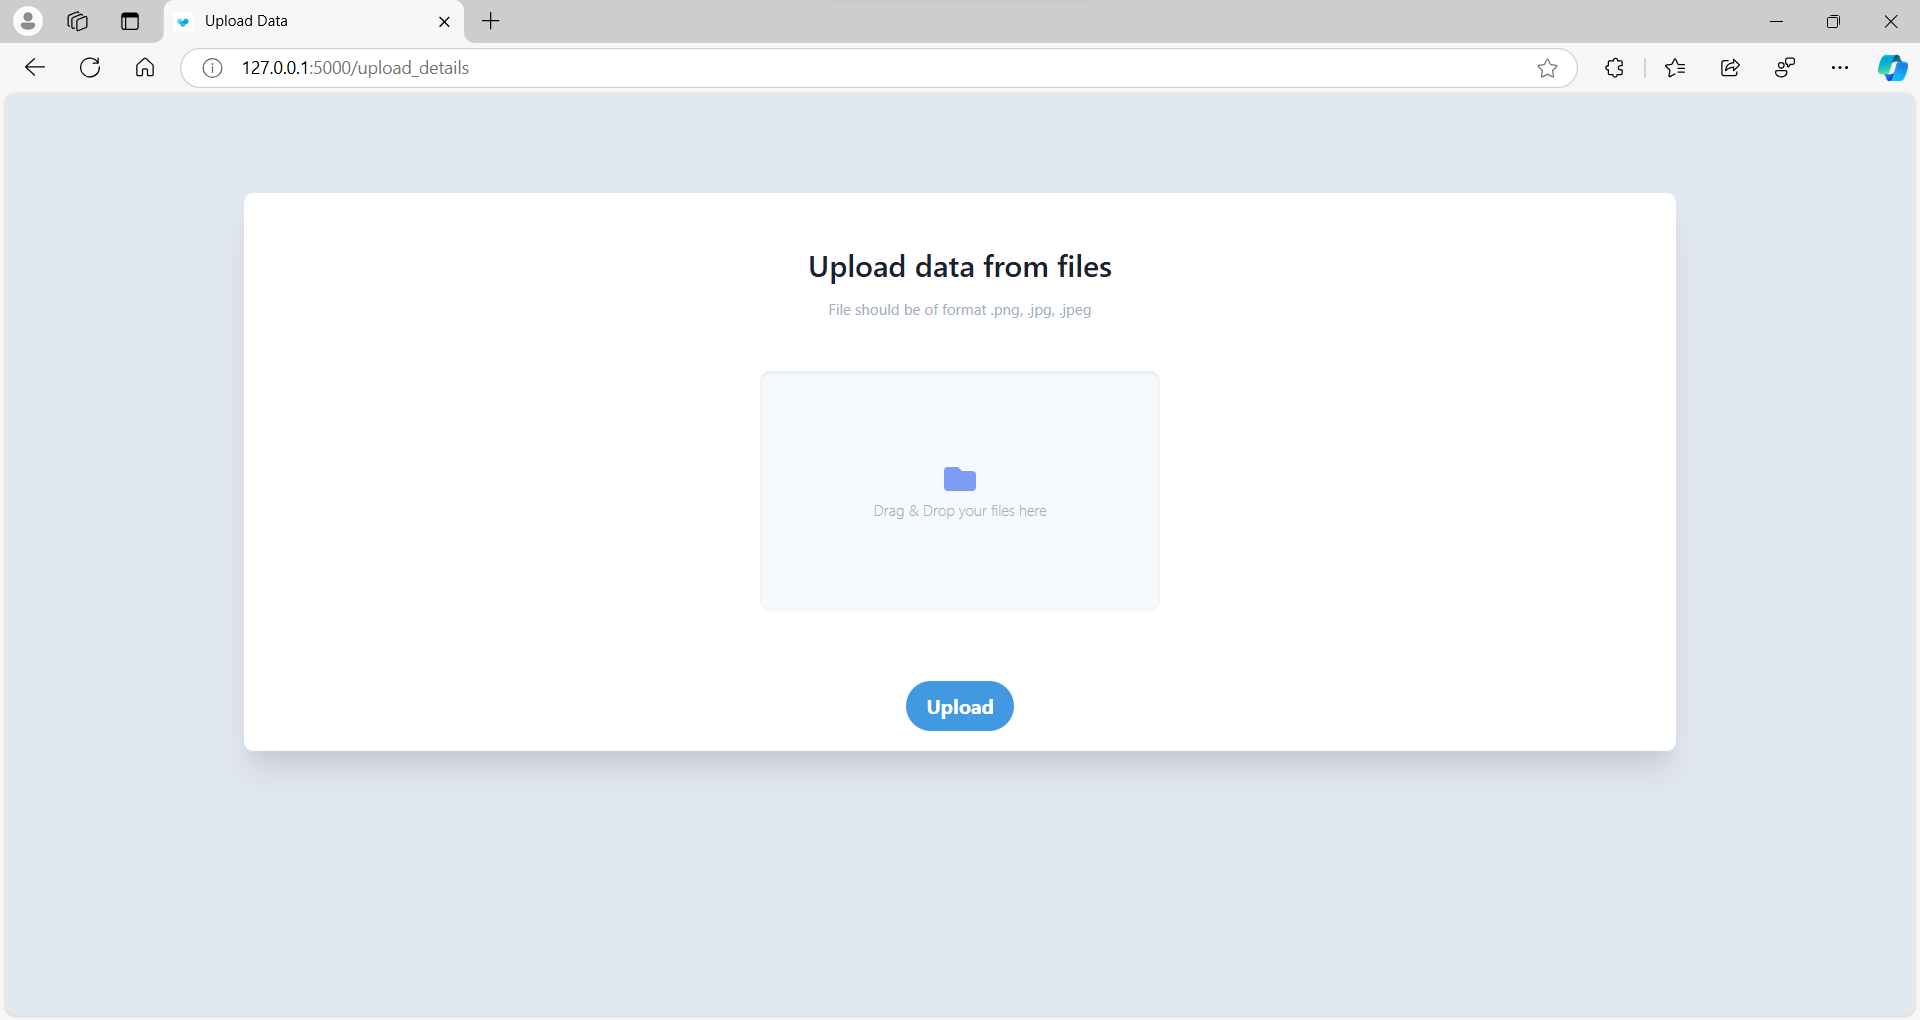 Upload Data
127.0.0.1:5000/upload_details
Upload data from files
File should be of format .png, .jpg, .jpeg
Drag & Drop your files here
Upload